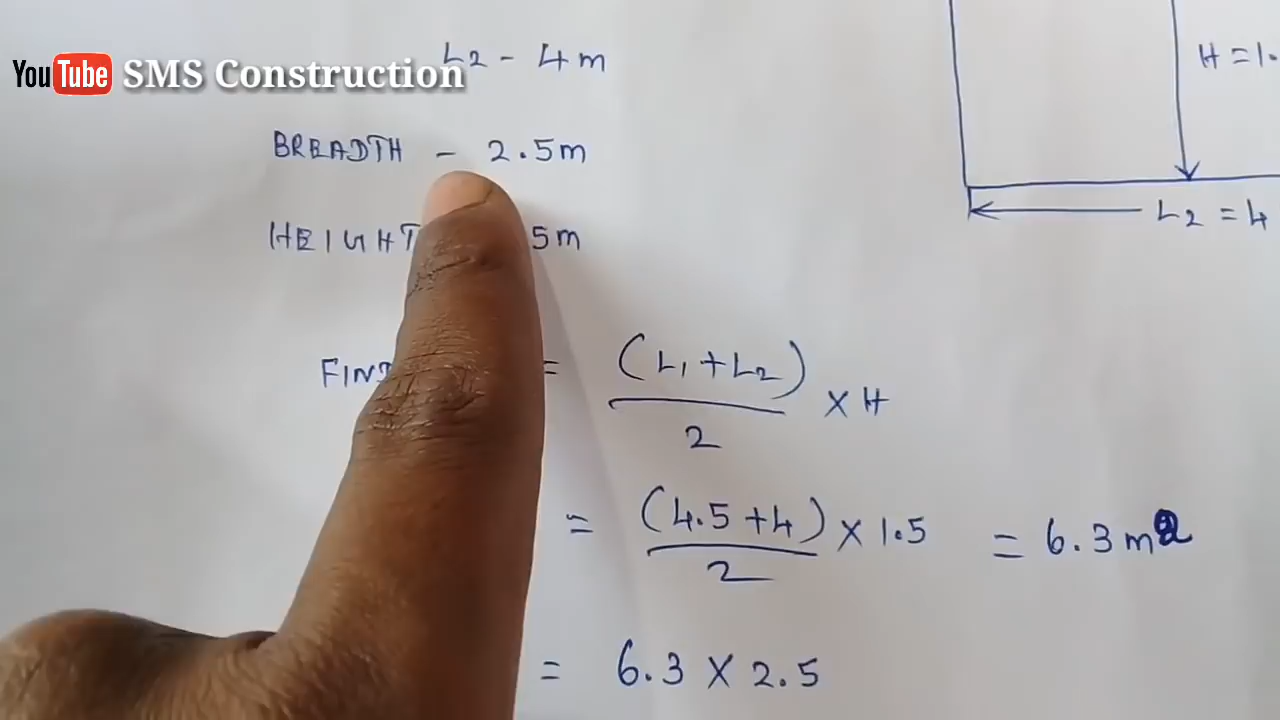 YouTube SMS Construction
L2 - 4m
BREADTH - 2.5m
HEIGHT 5m
H = 1.
L2 = 4
= (L1 + L2) / 2 × H
= (4.5 + 4) / 2 × 1.5 = 6.3 m2
= 6.3 × 2.5